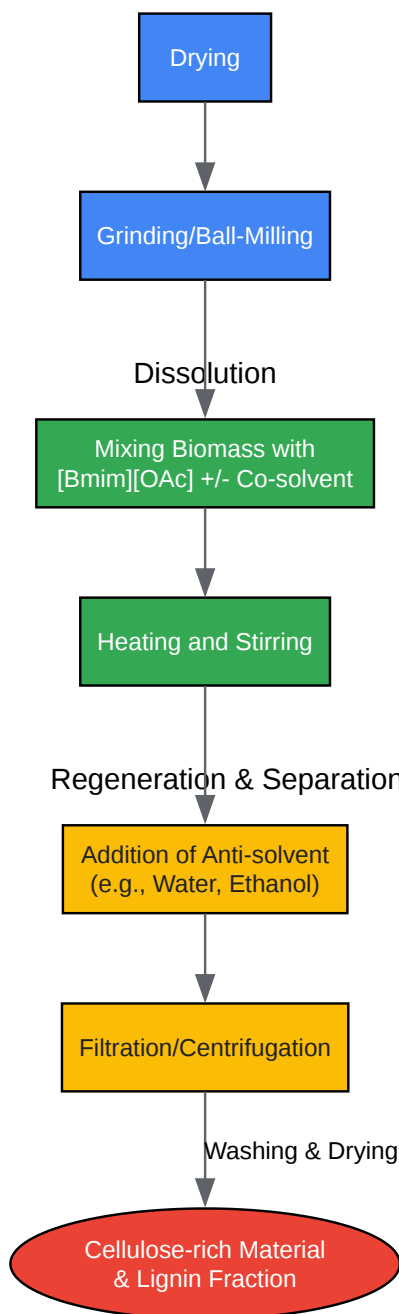 Drying
Grinding/Ball-Milling
Dissolution
Mixing Biomass with
[Bmim][OAc] +/- Co-solvent
Heating and Stirring
Regeneration & Separation
Addition of Anti-solvent
(e.g., Water, Ethanol)
Filtration/Centrifugation
Washing & Drying
Cellulose-rich Material
& Lignin Fraction